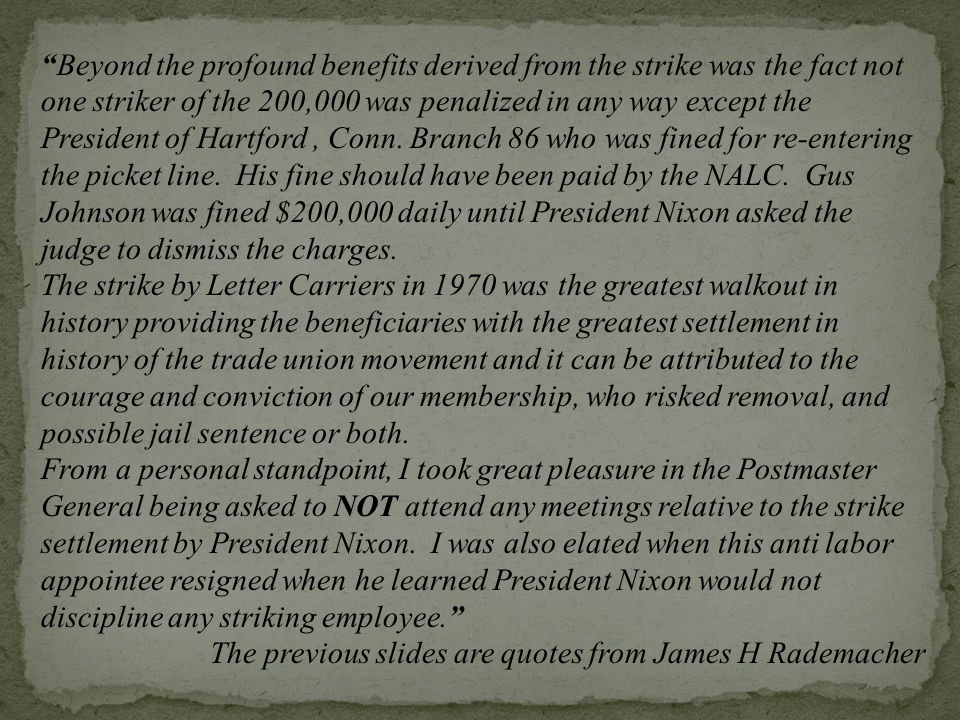 “Beyond the profound benefits derived from the strike was the fact not
one striker of the 200,000 was penalized in any way except the
President of Hartford , Conn. Branch 86 who was fined for re-entering
the picket line.  His fine should have been paid by the NALC.  Gus
Johnson was fined $200,000 daily until President Nixon asked the
judge to dismiss the charges.
The strike by Letter Carriers in 1970 was the greatest walkout in
history providing the beneficiaries with the greatest settlement in
history of the trade union movement and it can be attributed to the
courage and conviction of our membership, who risked removal, and
possible jail sentence or both.
From a personal standpoint, I took great pleasure in the Postmaster
General being asked to NOT attend any meetings relative to the strike
settlement by President Nixon.  I was also elated when this anti labor
appointee resigned when he learned President Nixon would not
discipline any striking employee.”
The previous slides are quotes from James H Rademacher